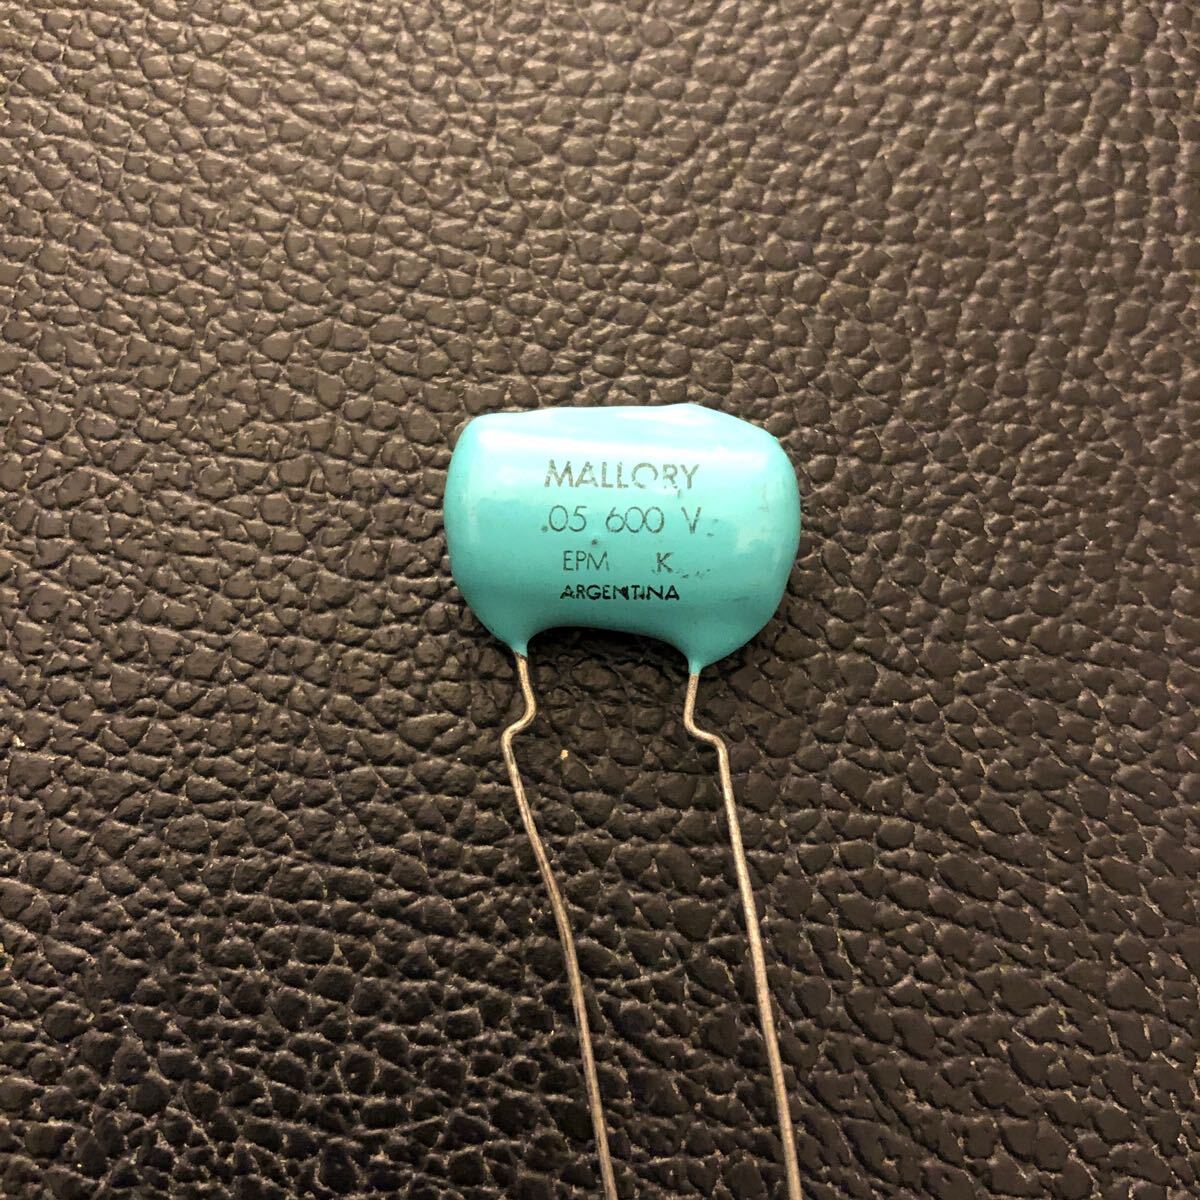 MALLORY
.05 600 V.
EPM K
ARGENTINA